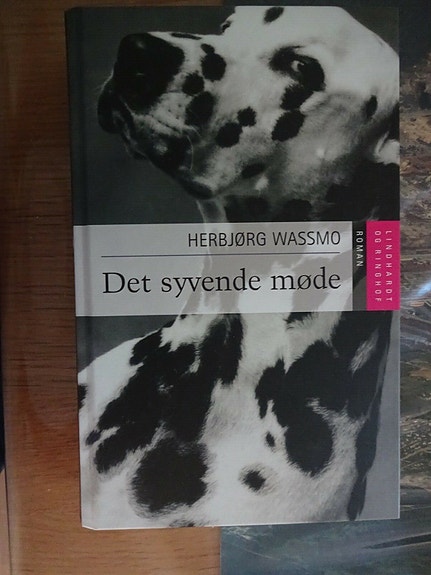 HERBJØRG WASSMO
Det syvende møde
ROMAN
LINDHARDT
OG RINGHOF